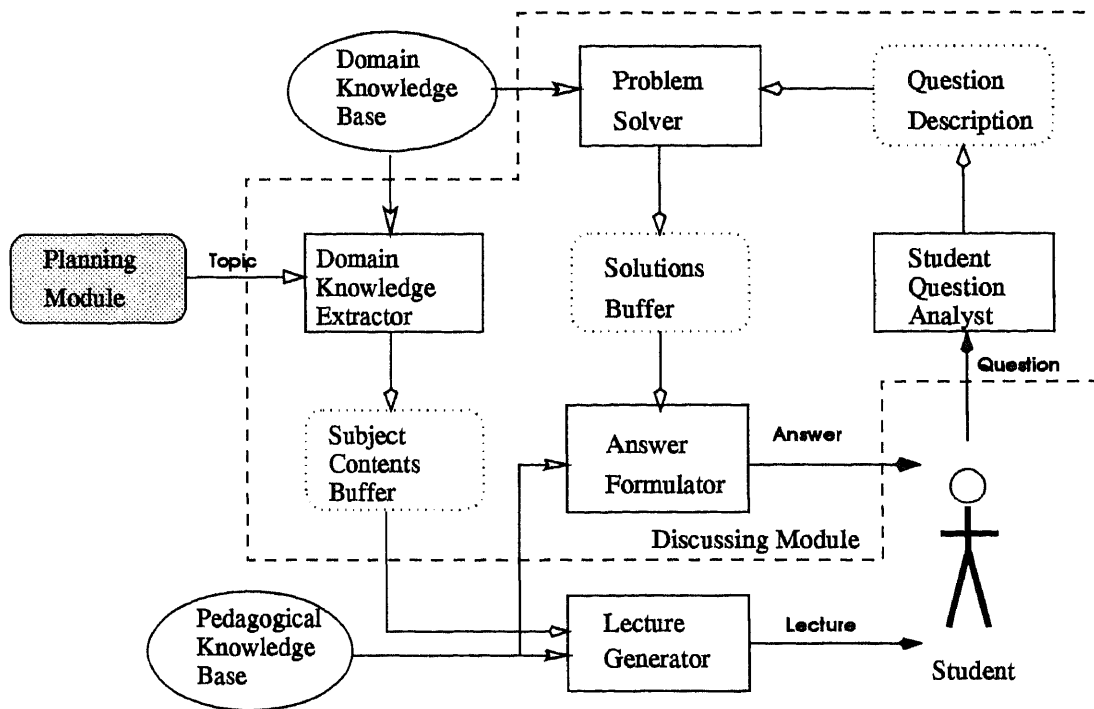 Domain
Knowledge
Base
Problem
Solver
Question
Description
Planning
Module
Topic
Domain
Knowledge
Extractor
Solutions
Buffer
Student
Question
Analyst
Question
Subject
Contents
Buffer
Answer
Formulator
Answer
Discussing Module
Pedagogical
Knowledge
Base
Lecture
Generator
Lecture
Student